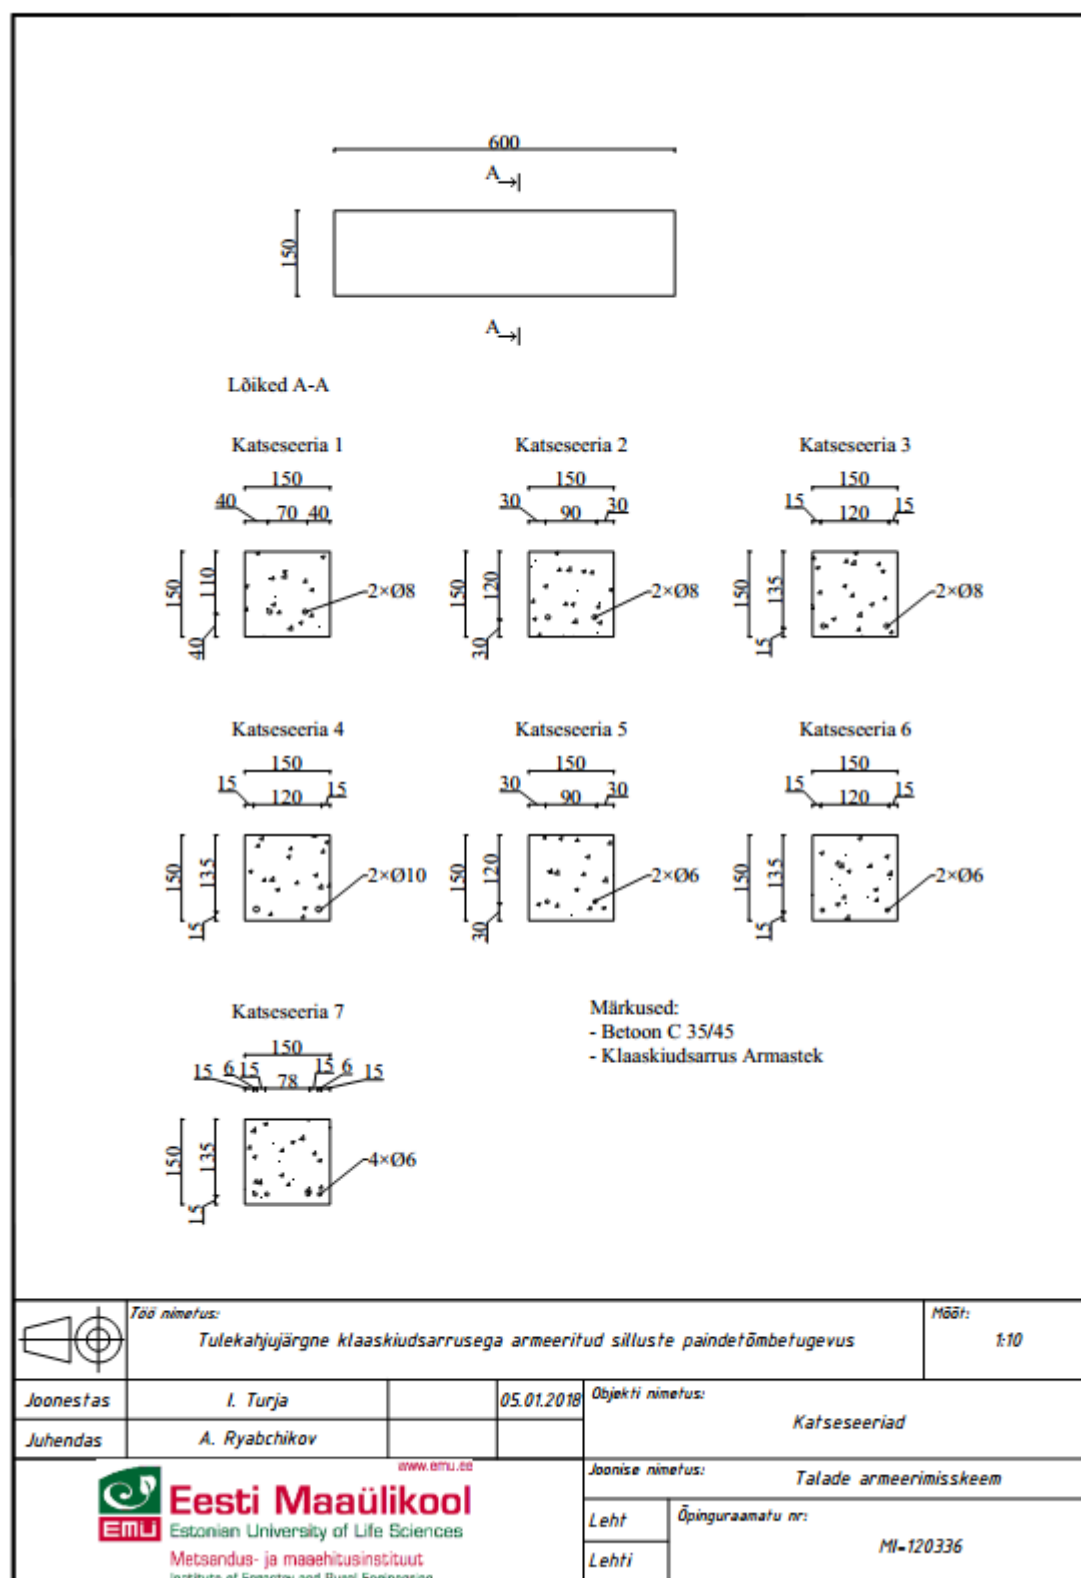 600
A
150
A
Lõiked A-A
Katseseeria 1
150
40 70 40
150 110 40
2×Ø8
Katseseeria 2
150
30 90 30
150 120 30
2×Ø8
Katseseeria 3
150
15 120 15
150 135 15
2×Ø8
Katseseeria 4
150
15 120 15
150 135 15
2×Ø10
Katseseeria 5
150
30 90 30
150 120 30
2×Ø6
Katseseeria 6
150
15 120 15
150 135 15
2×Ø6
Katseseeria 7
150
15 6 15 78 15 6 15
150 135 15
4×Ø6
Märkused:
- Betoon C 35/45
- Klaaskiudsarrus Armastek
Töö nimetus:
Tulekahjujärgne klaaskiudsarrusega armeeritud silluste paindetõmbetugevus
Mõõt:
1:10
Joonestas I. Turja 05.01.2018
Juhendas A. Ryabchikov
Objekti nimetus:
Katseseeriad
Joonise nimetus:
Talade armeerimisskeem
Leht
Lehti
Õpinguraamatu nr:
MI-120336
www.emu.ee
EMÜ
Eesti Maaülikool
Estonian University of Life Sciences
Metsandus- ja maaehitusinstituut
Institute of Forestry and Rural Engineering